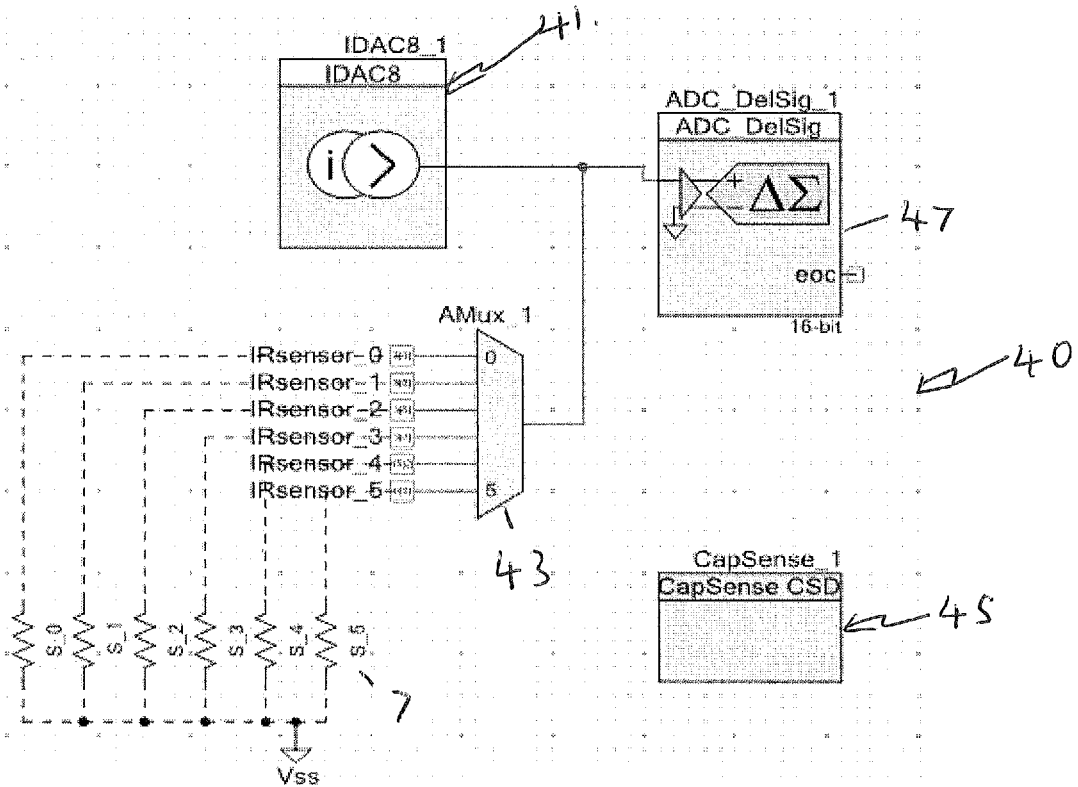 41.
IDAC8_1
IDAC8
i
ADC_DelSig_1
ADC_DelSig
+
ΔΣ
47
eoc
16-bit
AMux_1
IRsensor_0
0
IRsensor_1
IRsensor_2
IRsensor_3
IRsensor_4
IRsensor_5
5
40
43
CapSense_1
CapSense CSD
45
S_0
S_1
S_2
S_3
S_4
S_5
7
Vss